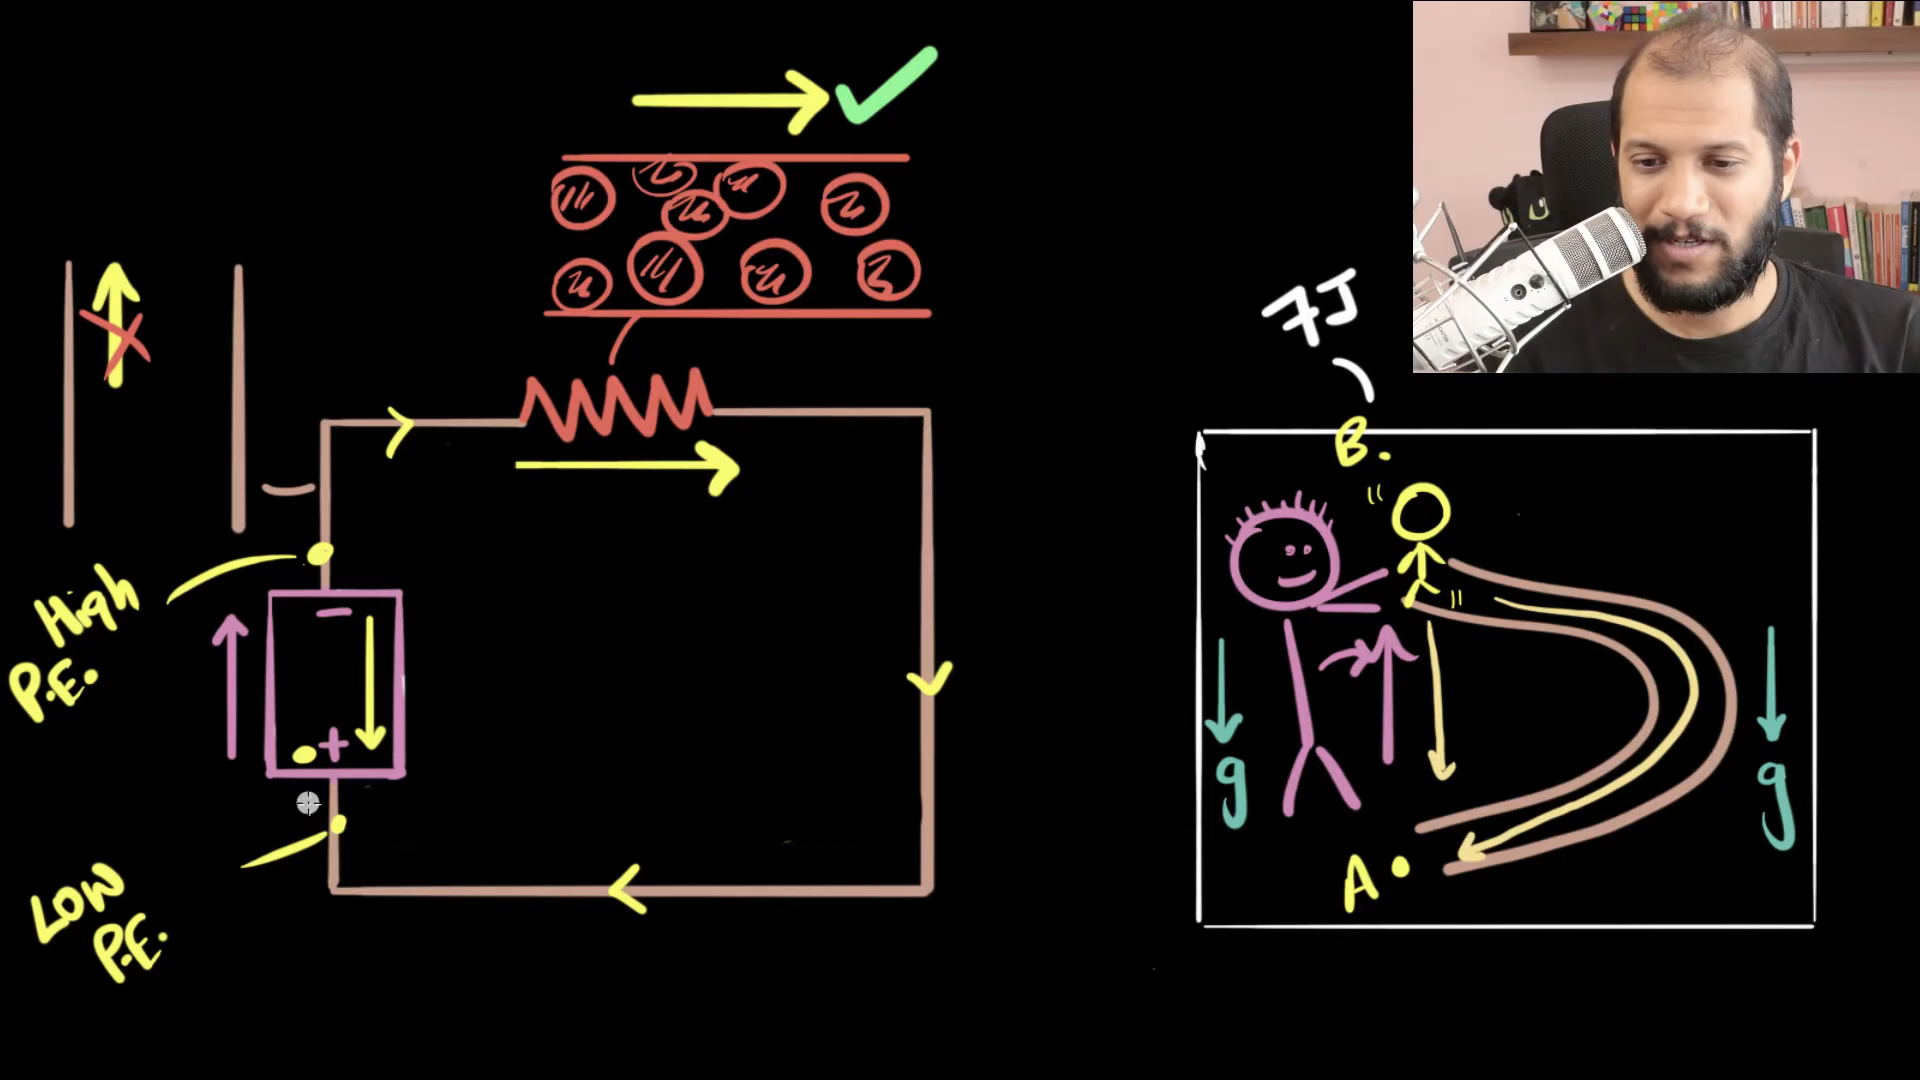 7J
B.
High
P.E.
−
+
g
g
A
LOW
P.E.